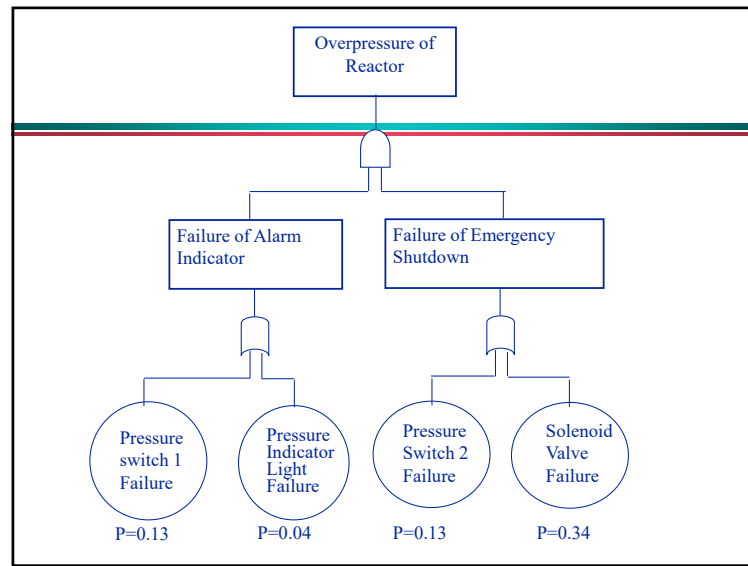 Overpressure of
Reactor
Failure of Alarm
Indicator
Failure of Emergency
Shutdown
Pressure
switch 1
Failure
Pressure
Indicator
Light
Failure
Pressure
Switch 2
Failure
Solenoid
Valve
Failure
P=0.13
P=0.04
P=0.13
P=0.34